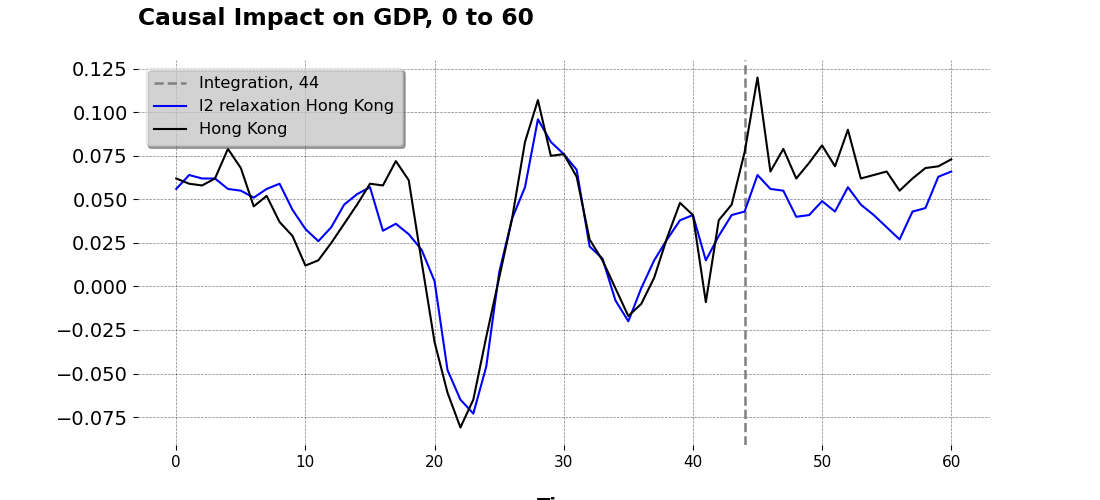 Causal Impact on GDP, 0 to 60
0.125
0.100
0.075
0.050
0.025
0.000
−0.025
−0.050
−0.075
Integration, 44
l2 relaxation Hong Kong
Hong Kong
0 10 20 30 40 50 60